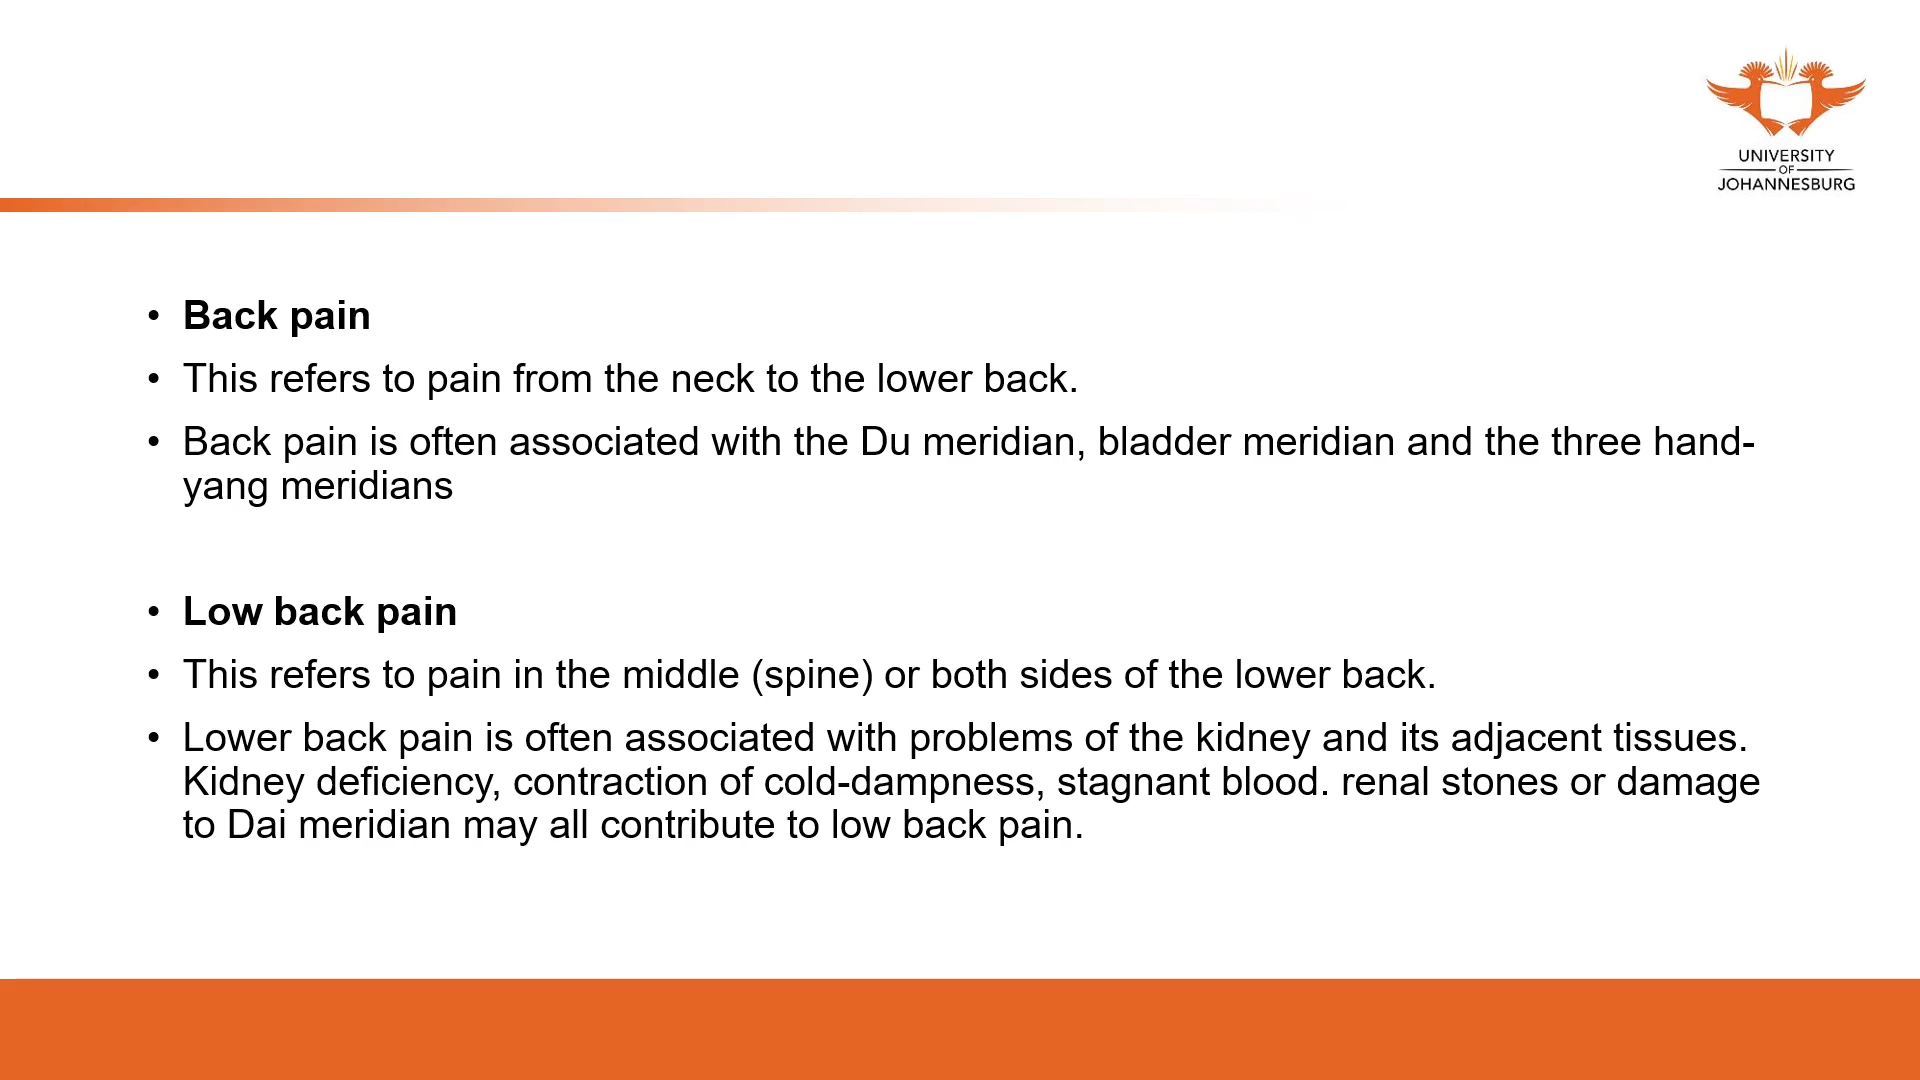 UNIVERSITY
OF
JOHANNESBURG
• Back pain
• This refers to pain from the neck to the lower back.
• Back pain is often associated with the Du meridian, bladder meridian and the three hand-
yang meridians
• Low back pain
• This refers to pain in the middle (spine) or both sides of the lower back.
• Lower back pain is often associated with problems of the kidney and its adjacent tissues.
Kidney deficiency, contraction of cold-dampness, stagnant blood. renal stones or damage
to Dai meridian may all contribute to low back pain.